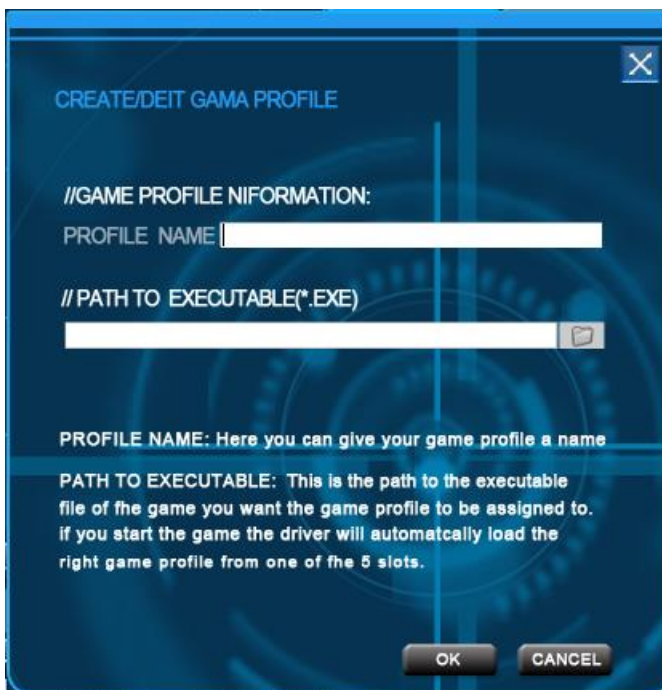 CREATE/DEIT GAMA PROFILE
//GAME PROFILE NIFORMATION:
PROFILE NAME
// PATH TO EXECUTABLE(*.EXE)
PROFILE NAME: Here you can give your game profile a name
PATH TO EXECUTABLE: This is the path to the executable
file of fhe game you want the game profile to be assigned to.
if you start the game the driver will automatcally load the
right game profile from one of fhe 5 slots.
OK CANCEL